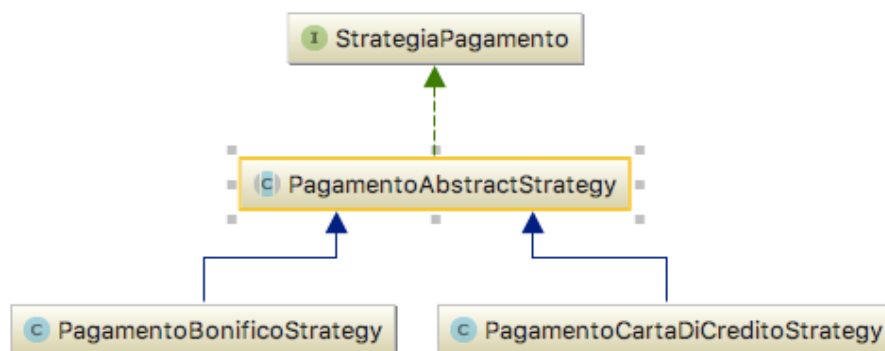 I StrategiaPagamento
C PagamentoAbstractStrategy
C PagamentoBonificoStrategy
C PagamentoCartaDiCreditoStrategy